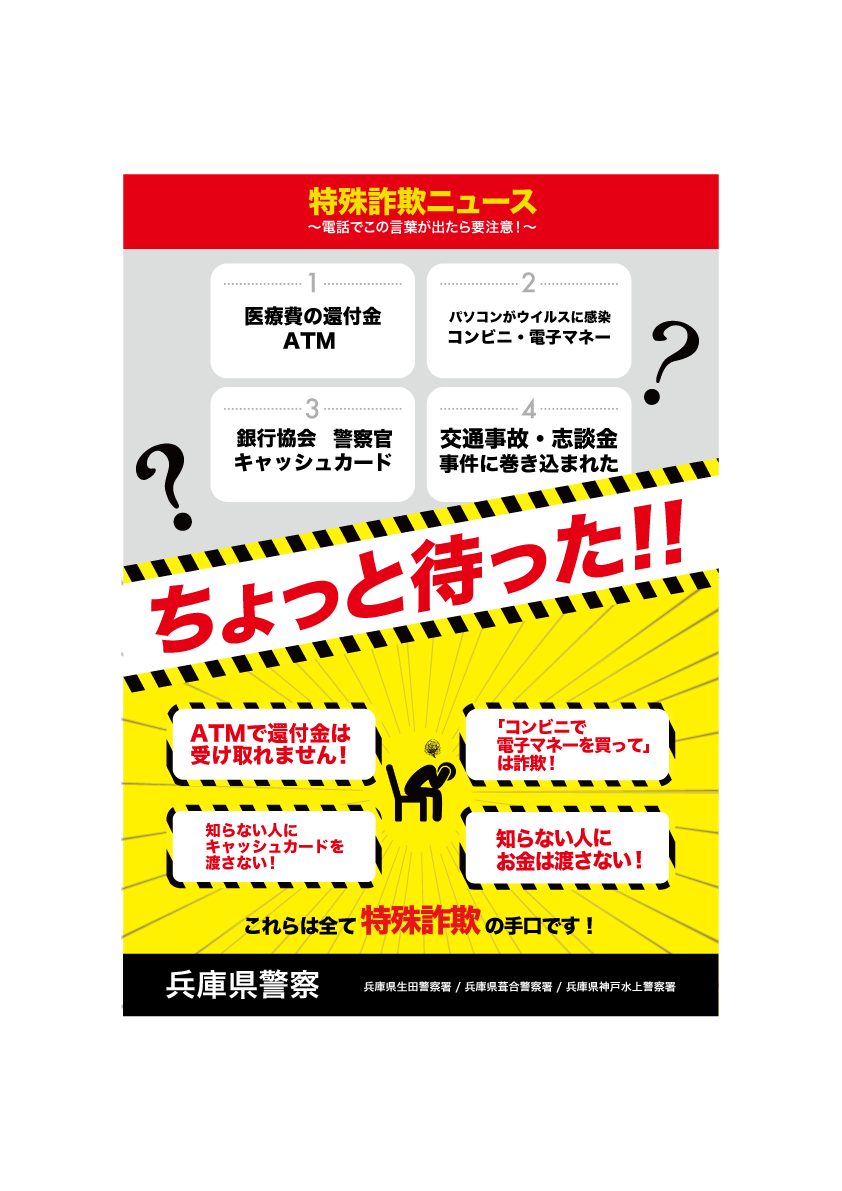 特殊詐欺ニュース
～電話でこの言葉が出たら要注意！～
1
医療費の還付金
ATM
2
パソコンがウイルスに感染
コンビニ・電子マネー
3
銀行協会　警察官
キャッシュカード
4
交通事故・志談金
事件に巻き込まれた
?
?
ちょっと待った!!
ATMで還付金は
受け取れません！
「コンビニで
電子マネーを買って」
は詐欺！
知らない人に
キャッシュカードを
渡さない！
知らない人に
お金は渡さない！
これらは全て 特殊詐欺 の手口です！
兵庫県警察
兵庫県生田警察署 / 兵庫県葺合警察署 / 兵庫県神戸水上警察署